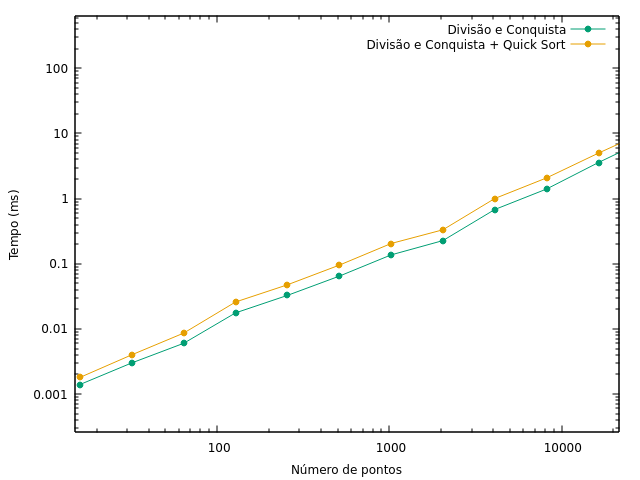 Divisão e Conquista
Divisão e Conquista + Quick Sort
100
10
1
0.1
0.01
0.001
Tempo (ms)
100 1000 10000
Número de pontos